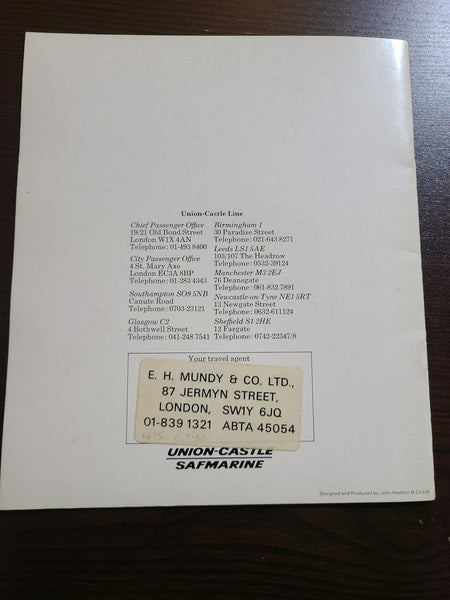 Union-Castle Line
Chief Passenger Office
19/21 Old Bond Street
London W1X 4AN
Telephone: 01-493 8400
City Passenger Office
4 St. Mary Axe
London EC3A 8BP
Telephone: 01-283 4343
Southampton SO9 5NB
Canute Road
Telephone: 0703-23121
Glasgow C2
4 Bothwell Street
Telephone: 041-248 7541
Birmingham 1
30 Paradise Street
Telephone: 021-643 8271
Leeds LS1 5AE
103/107 The Headrow
Telephone: 0532-39124
Manchester M3 2EJ
76 Deansgate
Telephone: 061-832 7891
Newcastle-on-Tyne NE1 5RT
13 Newgate Street
Telephone: 0632-611124
Sheffield S1 2HE
12 Fargate
Telephone: 0742-22347/8
Your travel agent
E. H. MUNDY & CO. LTD.,
87 JERMYN STREET,
LONDON, SW1Y 6JQ
01-839 1321 ABTA 45054
UNION-CASTLE
SAFMARINE
Designed and Produced by John Haddon & Co Ltd